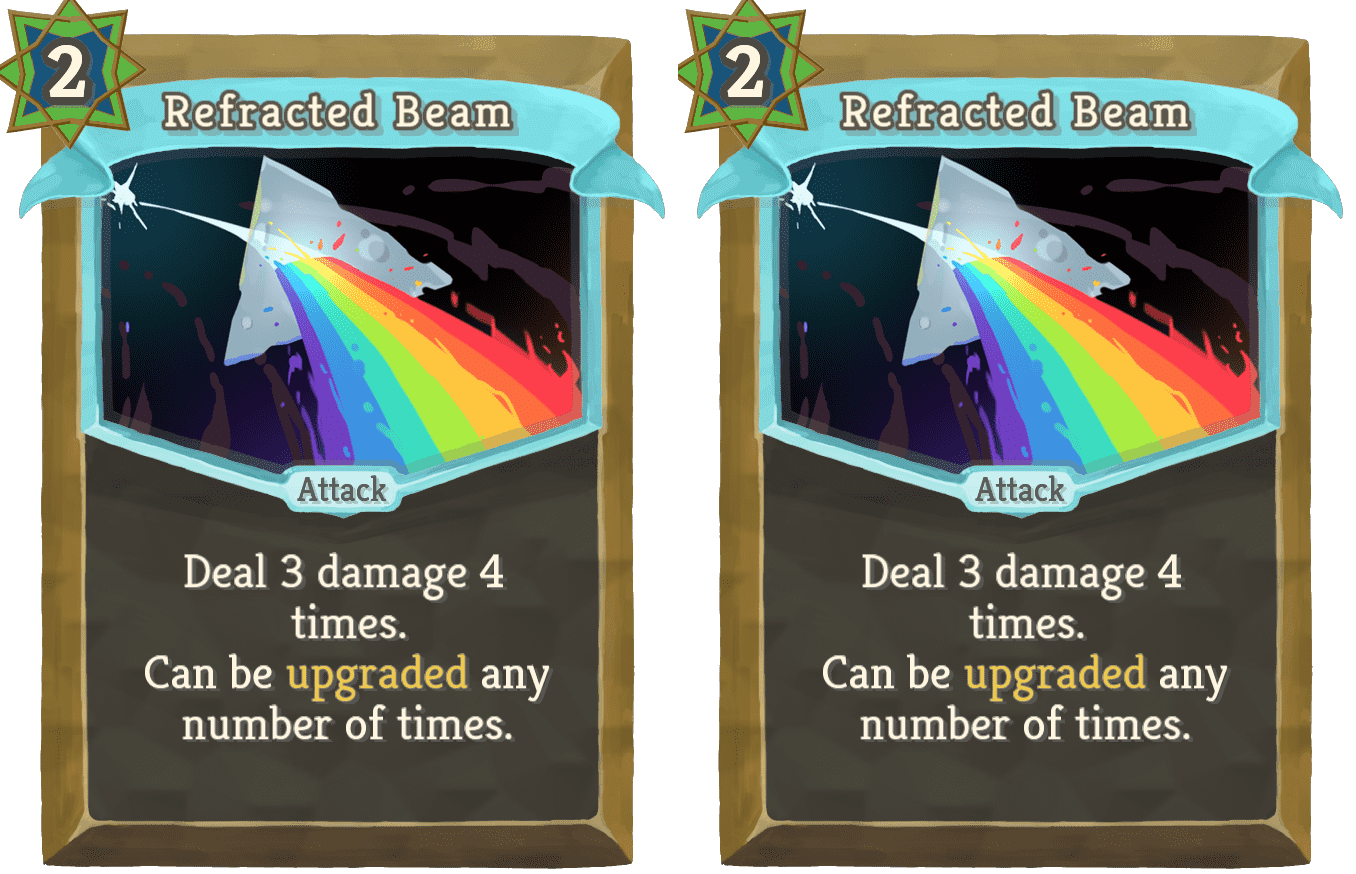 2
Refracted Beam
Attack
Deal 3 damage 4
times.
Can be upgraded any
number of times.
2
Refracted Beam
Attack
Deal 3 damage 4
times.
Can be upgraded any
number of times.